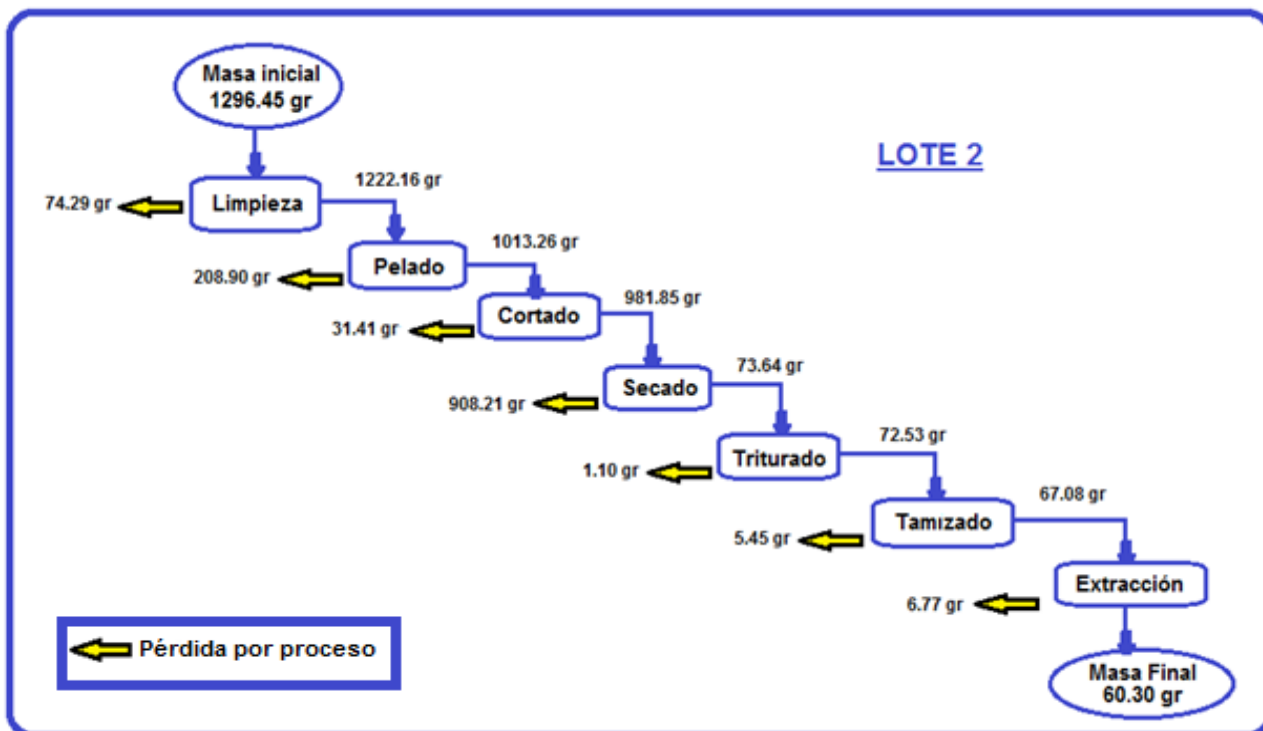 Masa inicial
1296.45 gr
LOTE 2
1222.16 gr
74.29 gr
Limpieza
1013.26 gr
208.90 gr
Pelado
981.85 gr
31.41 gr
Cortado
73.64 gr
908.21 gr
Secado
72.53 gr
1.10 gr
Triturado
67.08 gr
5.45 gr
Tamizado
6.77 gr
Extracción
Pérdida por proceso
Masa Final
60.30 gr